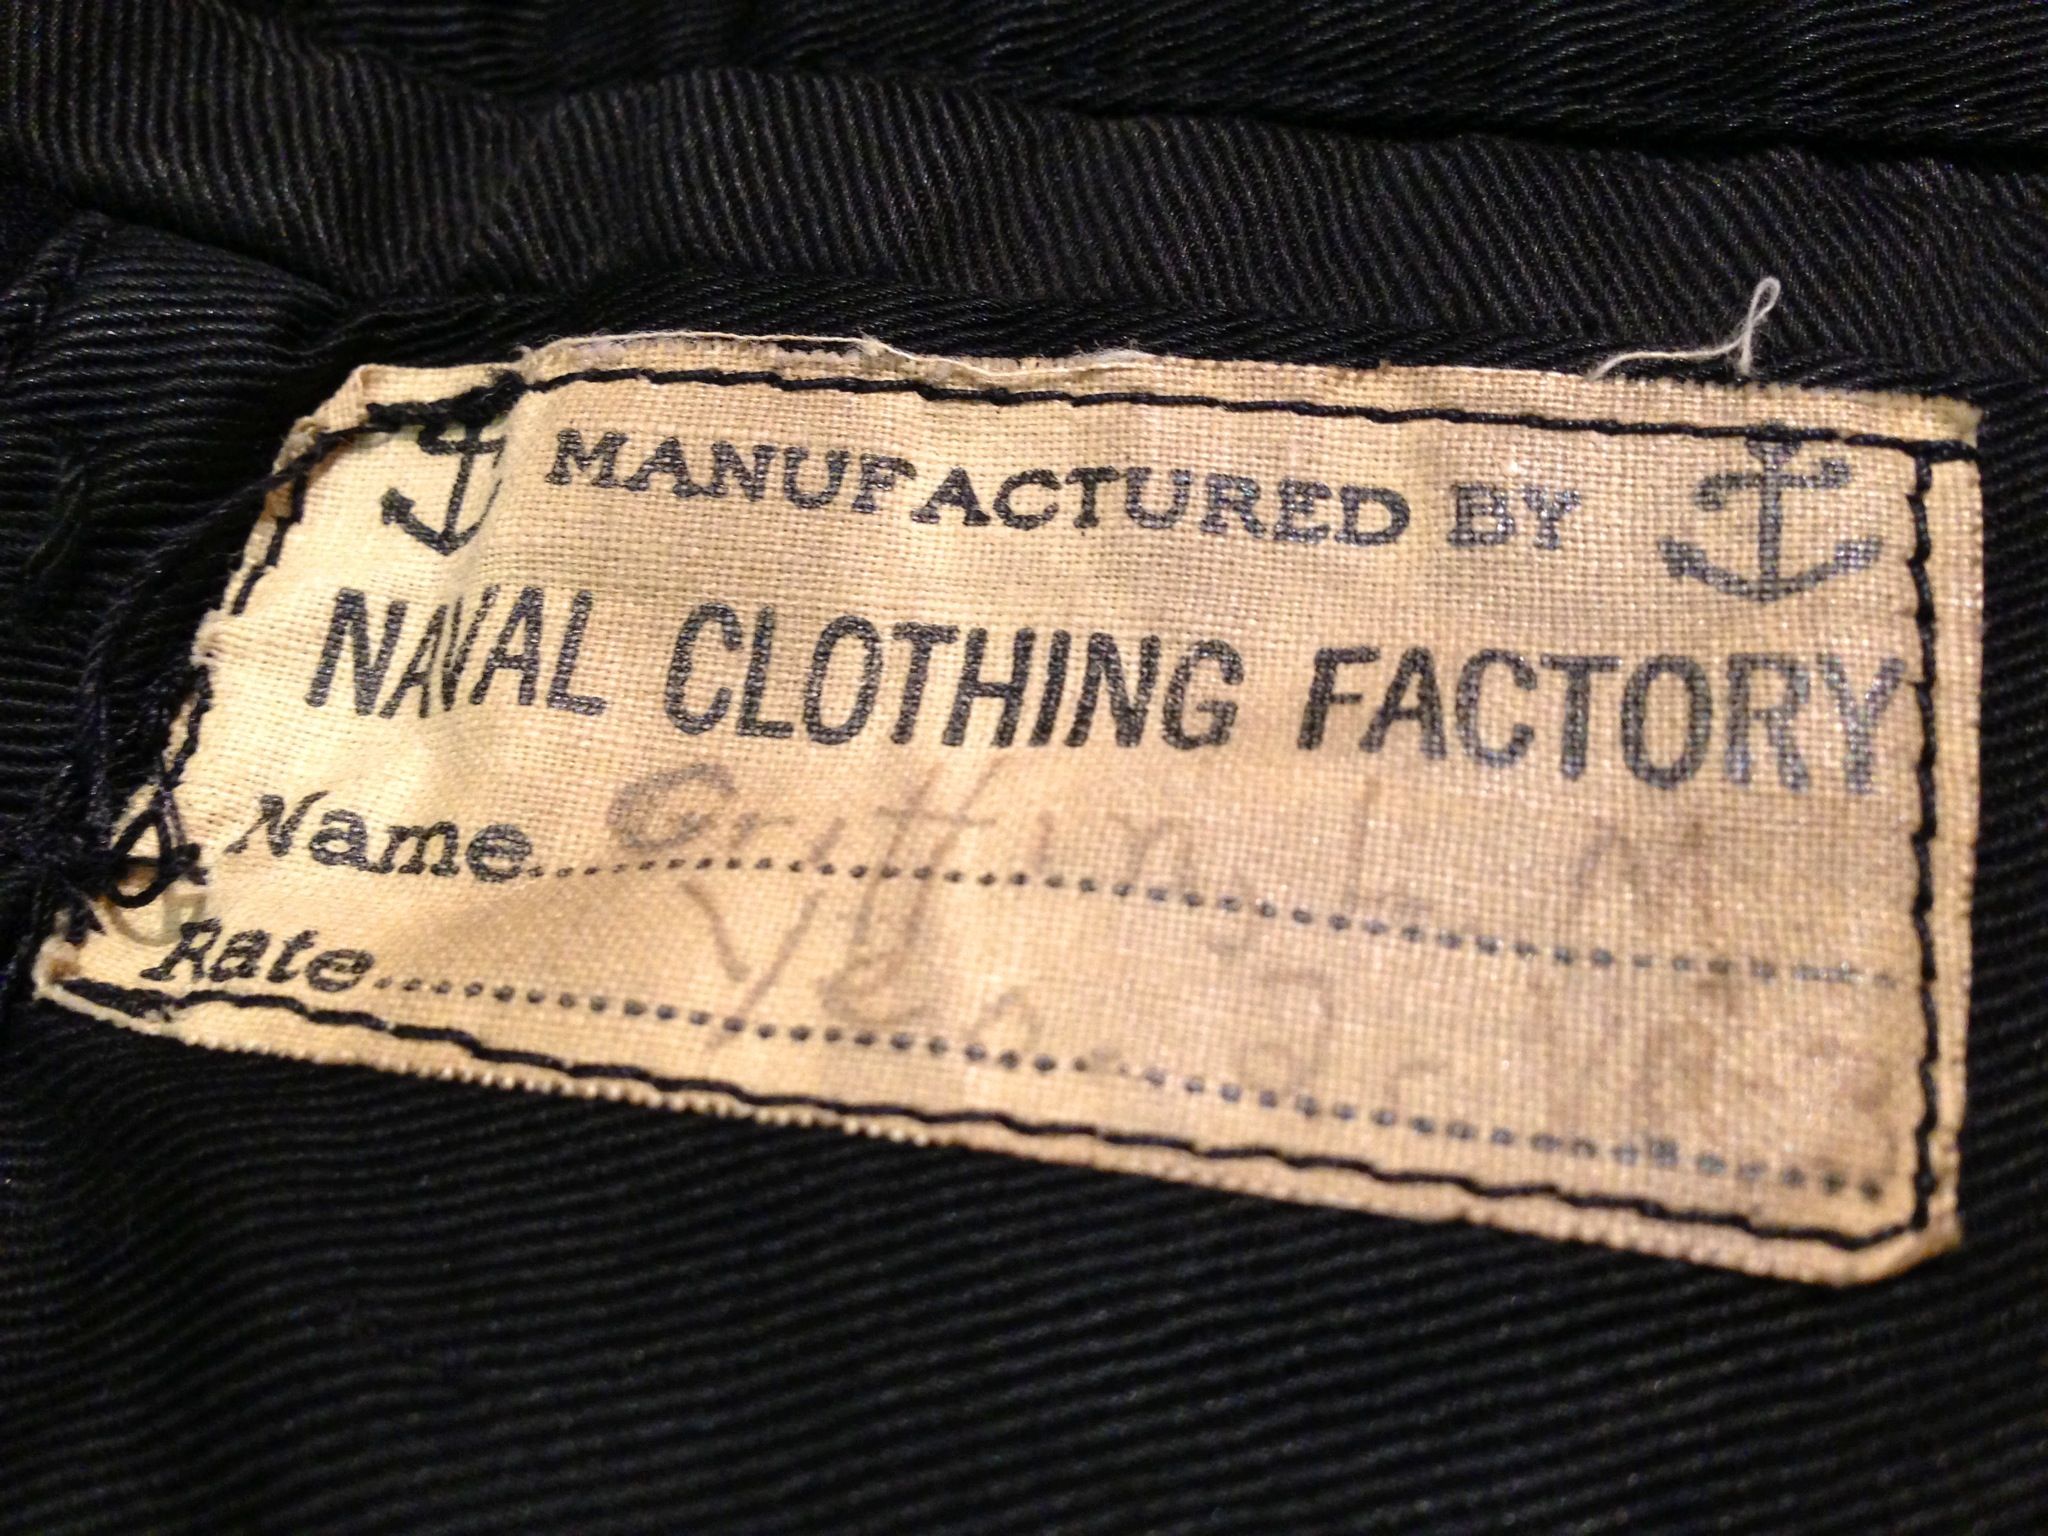 MANUFACTURED BY
NAVAL CLOTHING FACTORY
Name
Rate